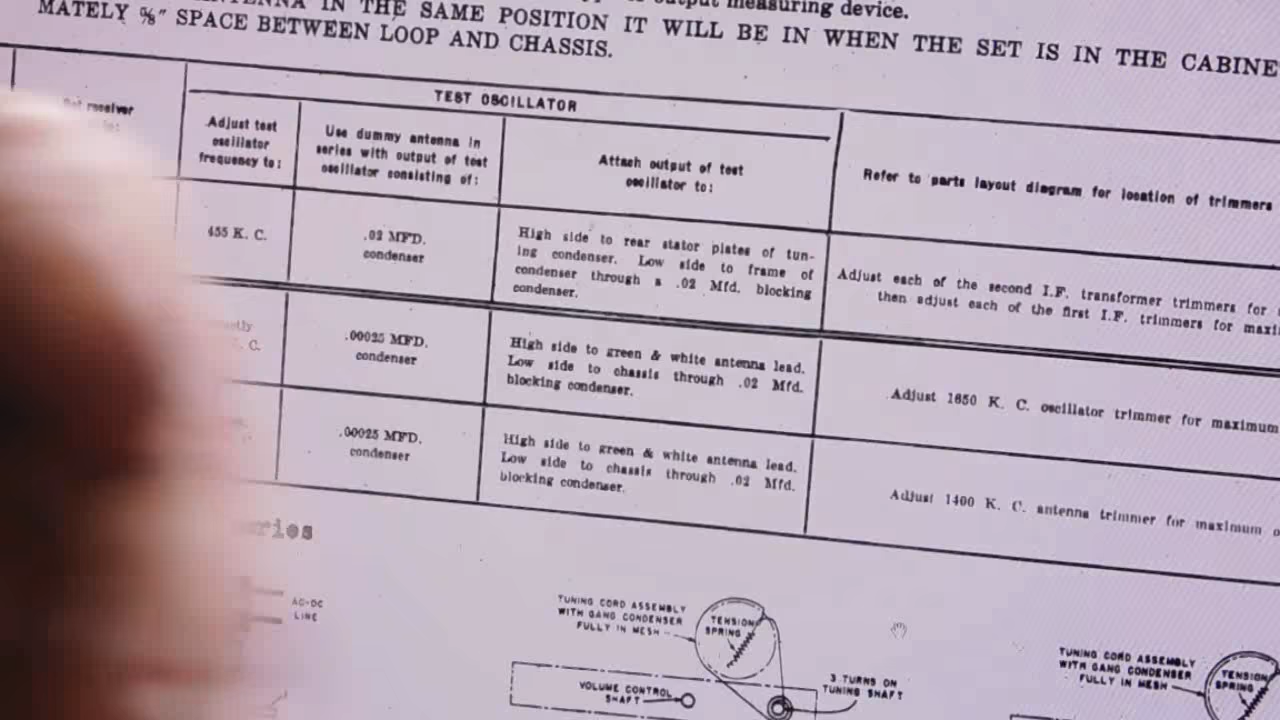 output measuring device.
IN THE SAME POSITION IT WILL BE IN WHEN THE SET IS IN THE
MATELY ⅝" SPACE BETWEEN LOOP AND CHASSIS.
TEST OSCILLATOR
receiver
Adjust test
oscillator
frequency to:
Use dummy antenna in
series with output of test
oscillator consisting of:
Attach output of test
oscillator to:
Refer to parts layout diagram for location of trimmers
455 K. C.
.02 MFD.
condenser
High side to rear stator plates of tun-
ing condenser. Low side to frame of
condenser through a .02 Mfd. blocking
condenser.
Adjust each of the second I.F. transformer trimmers for
then adjust each of the first I.F. trimmers for
C.
.00025 MFD.
condenser
High side to green & white antenna lead.
Low side to chassis through .02 Mfd.
blocking condenser.
Adjust 1650 K. C. oscillator trimmer for maximum
.00025 MFD.
condenser
High side to green & white antenna lead.
Low side to chassis through .02 Mfd.
blocking condenser.
Adjust 1400 K. C. antenna trimmer for maximum
AC-DC
LINE
TUNING CORD ASSEMBLY
WITH GANG CONDENSER
FULLY IN MESH
TENSION
SPRING
3 TURNS ON
TUNING SHAFT
VOLUME CONTROL
SHAFT
TUNING CORD ASSEMBLY
WITH GANG CONDENSER
FULLY IN MESH
TENSION
SPRING